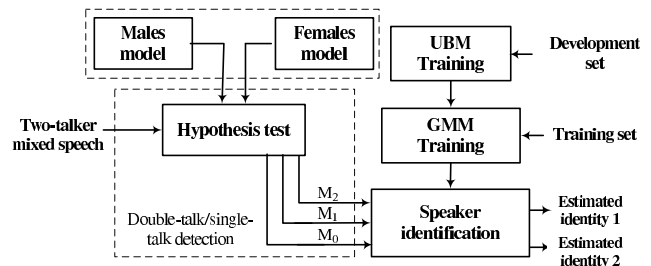 Males
model
Females
model
UBM
Training
Development
set
Two-talker
mixed speech
Hypothesis test
GMM
Training
Training set
M2
M1
M0
Double-talk/single-
talk detection
Speaker
identification
Estimated
identity 1
Estimated
identity 2